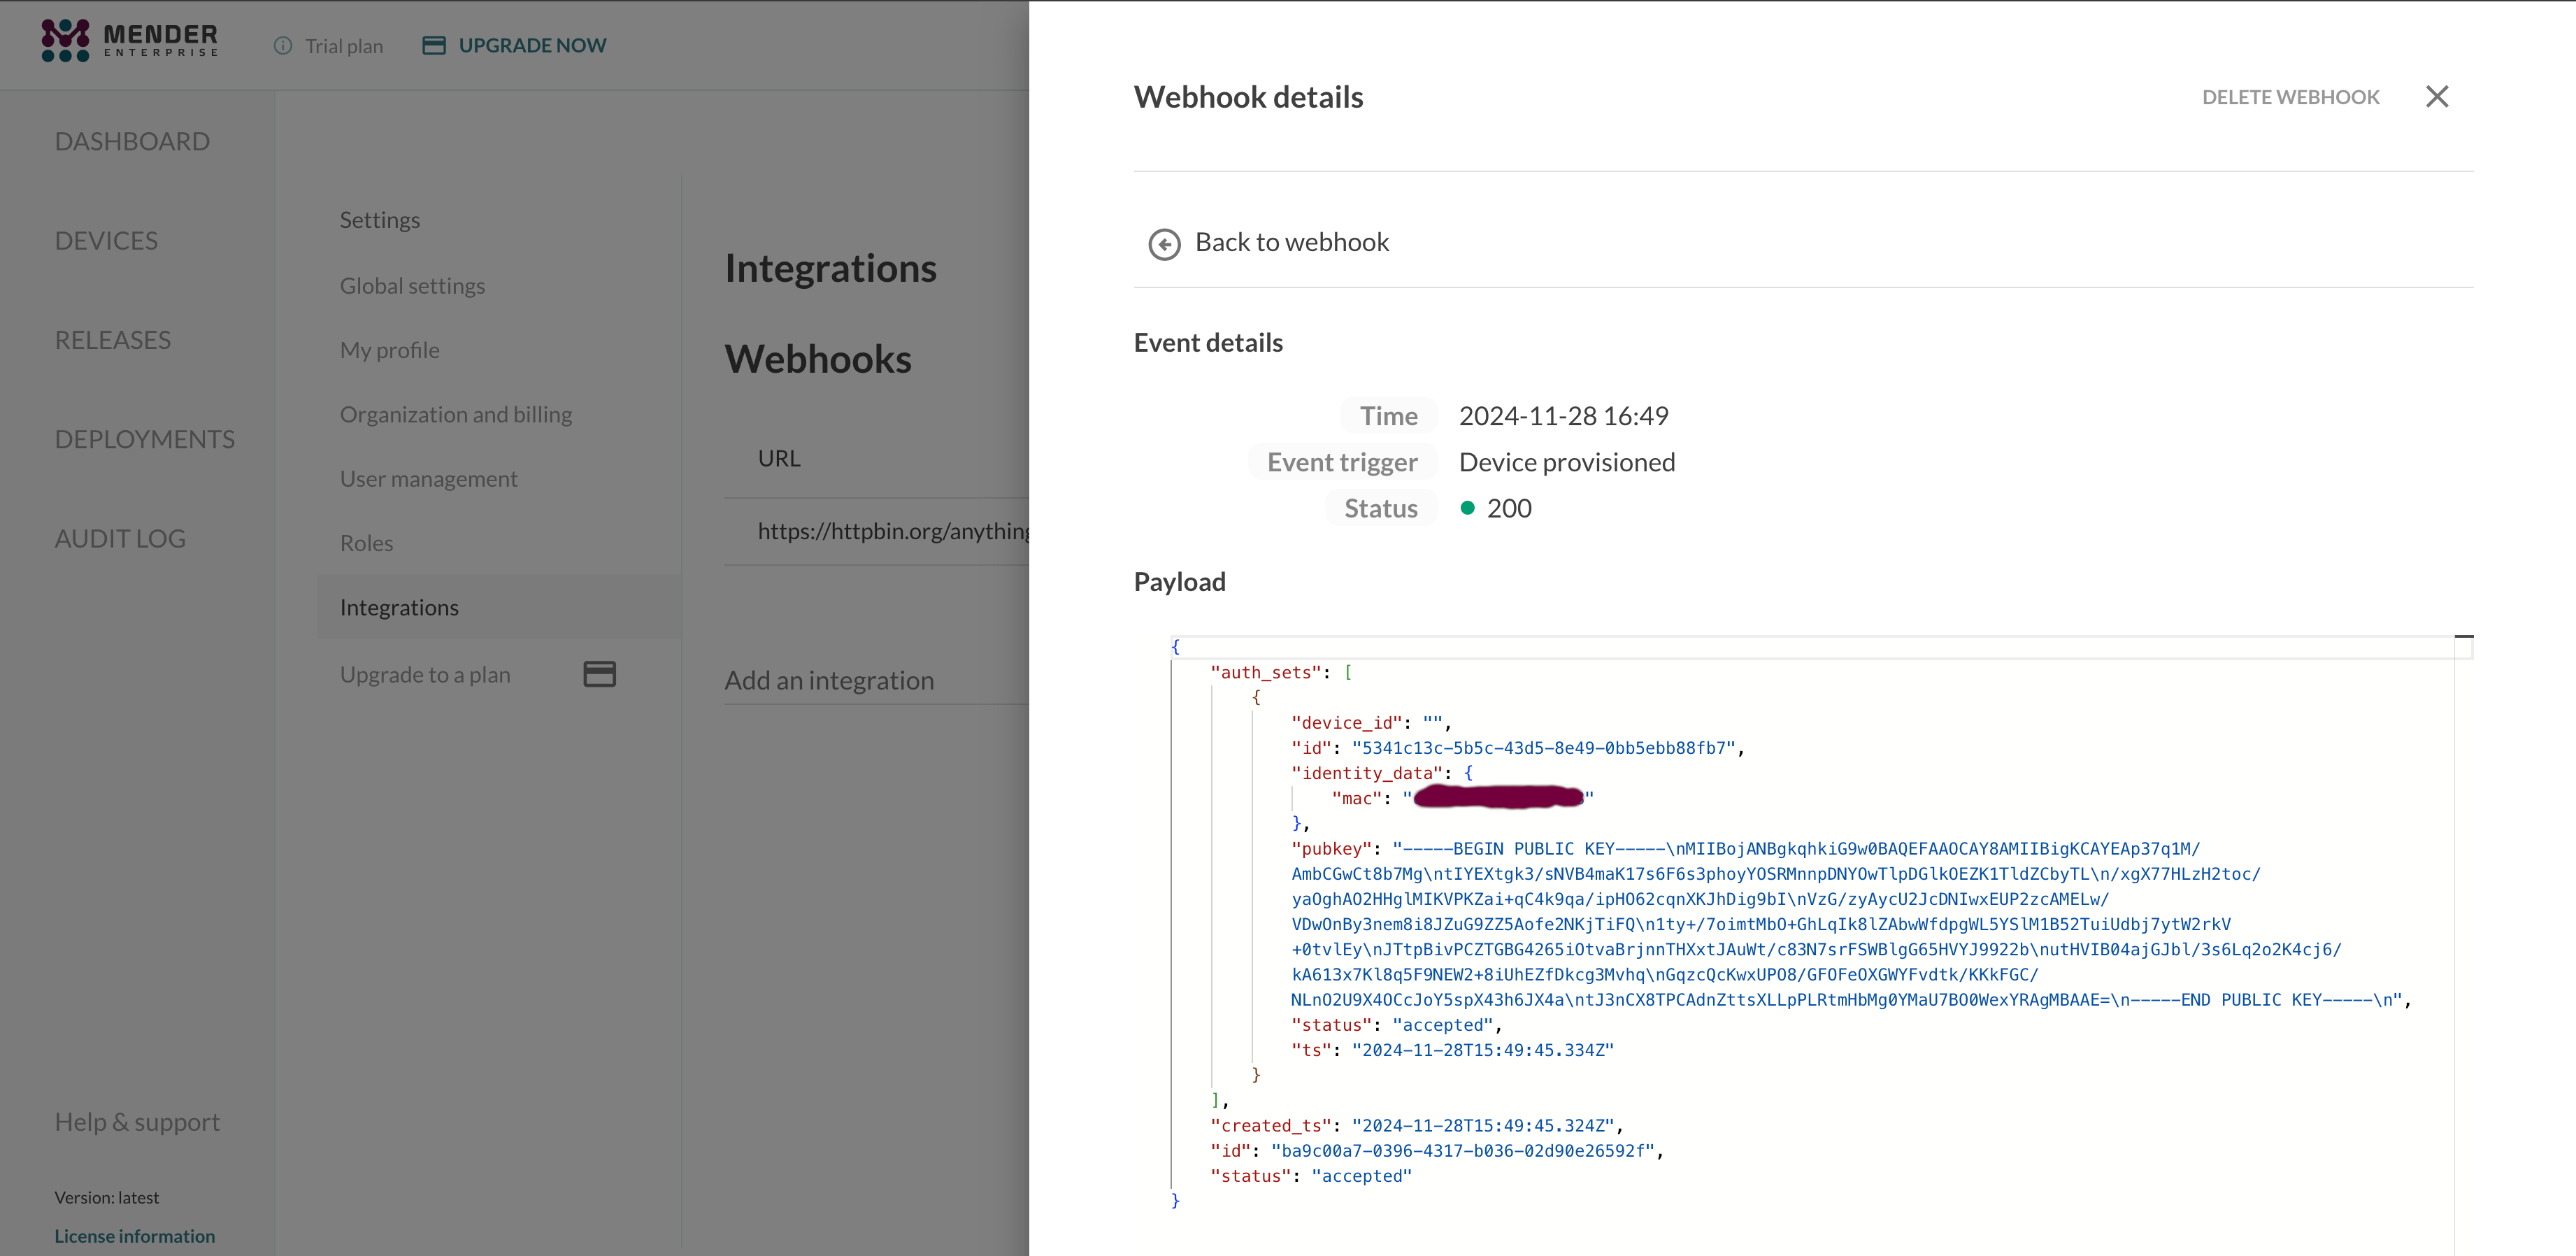 MENDER
ENTERPRISE
Trial plan
UPGRADE NOW
DASHBOARD
DEVICES
RELEASES
DEPLOYMENTS
AUDIT LOG
Help & support
Version: latest
License information
Settings
Global settings
My profile
Organization and billing
User management
Roles
Integrations
Upgrade to a plan
Integrations
Webhooks
URL
https://httpbin.org/anything
Add an integration
Webhook details
DELETE WEBHOOK
Back to webhook
Event details
Time 2024-11-28 16:49
Event trigger Device provisioned
Status 200
Payload
{
"auth_sets": [
{
"device_id": "",
"id": "5341c13c-5b5c-43d5-8e49-0bb5ebb88fb7",
"identity_data": {
"mac": "
"
},
"pubkey": "-----BEGIN PUBLIC KEY-----\nMIIBojANBgkqhkiG9w0BAQEFAAOCAY8AMIIBigKCAYEAp37q1M/
AmbCGwCt8b7Mg\ntIYEXtgk3/sNVB4maK17s6F6s3phoyYOSRMnnpDNYOwTlpDGlkOEZK1TldZCbyTL\n/xgX77HLzH2toc/
yaOghAO2HHglMIKVPKZai+qC4k9qa/ipHO62cqnXKJhDig9bI\nVzG/zyAycU2JcDNIwxEUP2zcAMELw/
VDwOnBy3nem8i8JZuG9ZZ5Aofe2NKjTiFQ\n1ty+/7oimtMbO+GhLqIk8lZAbwWfdpgWL5YSlM1B52TuiUdbj7ytW2rkV
+0tvlEy\nJTtpBivPCZTGBG4265iOtvaBrjnnTHXxtJAuWt/c83N7srFSWBlgG65HVYJ9922b\nutHVIB04ajGJbl/3s6Lq2o2K4cj6/
kA613x7Kl8q5F9NEW2+8iUhEZfDkcg3Mvhq\nGqzcQcKwxUPO8/GFOFeOXGWYFvdtk/KKkFGC/
NLnO2U9X4OCcJoY5spX43h6JX4a\ntJ3nCX8TPCAdnZttsXLLpPLRtmHbMg0YMaU7BO0WexYRAgMBAAE=\n-----END PUBLIC KEY-----\n",
"status": "accepted",
"ts": "2024-11-28T15:49:45.334Z"
}
],
"created_ts": "2024-11-28T15:49:45.324Z",
"id": "ba9c00a7-0396-4317-b036-02d90e26592f",
"status": "accepted"
}